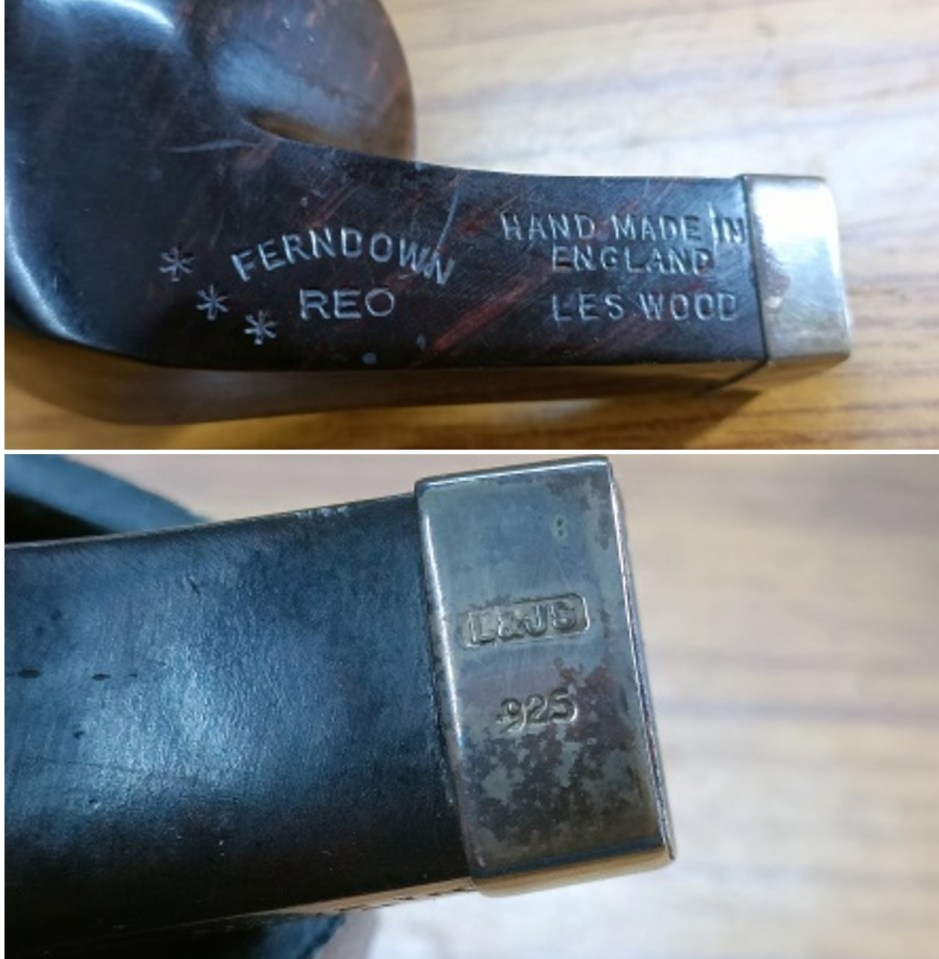 * FERNDOWN
* REO
*
HAND MADE IN
ENGLAND
LES WOOD
L&JS
.925